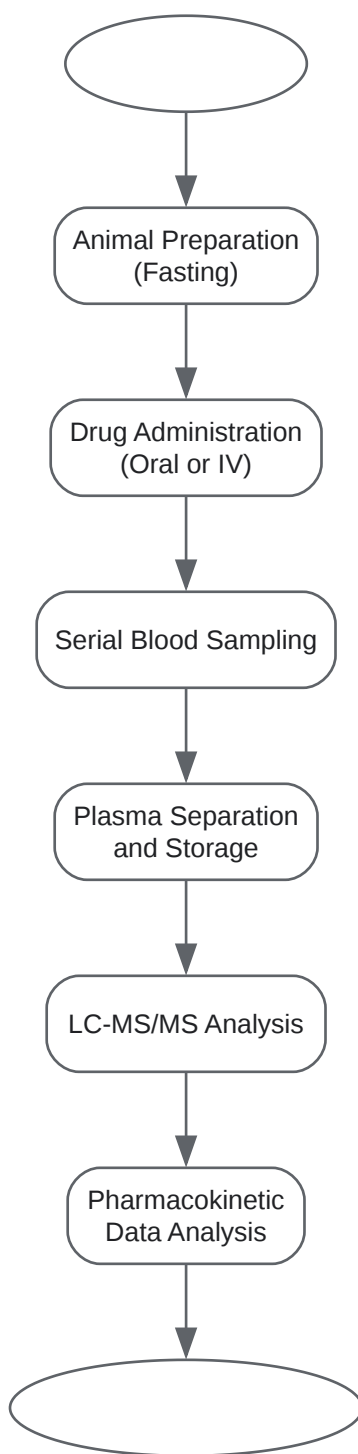 Animal Preparation
(Fasting)
Drug Administration
(Oral or IV)
Serial Blood Sampling
Plasma Separation
and Storage
LC-MS/MS Analysis
Pharmacokinetic
Data Analysis